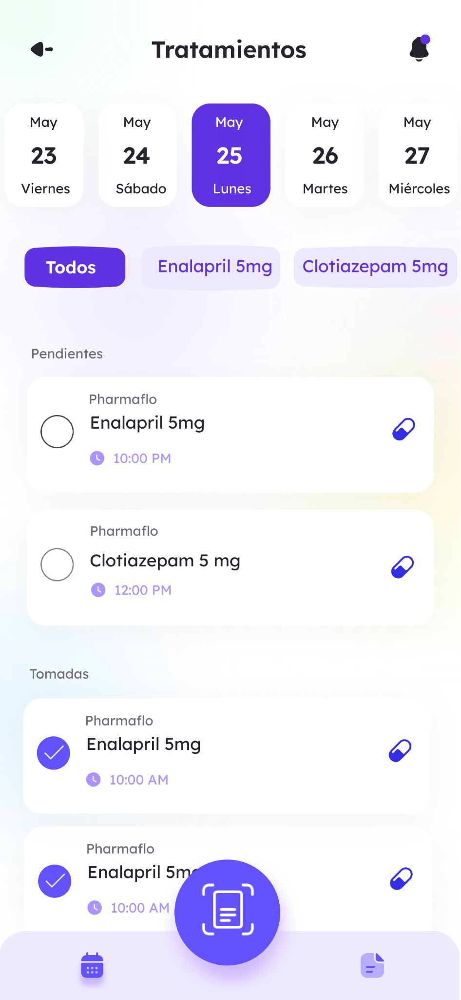 Tratamientos
May May May May May
23 24 25 26 27
Viernes Sábado Lunes Martes Miércoles
Todos Enalapril 5mg Clotiazepam 5mg
Pendientes
Pharmaflo
Enalapril 5mg
10:00 PM
Pharmaflo
Clotiazepam 5 mg
12:00 PM
Tomadas
Pharmaflo
Enalapril 5mg
10:00 AM
Pharmaflo
Enalapril 5mg
10:00 AM